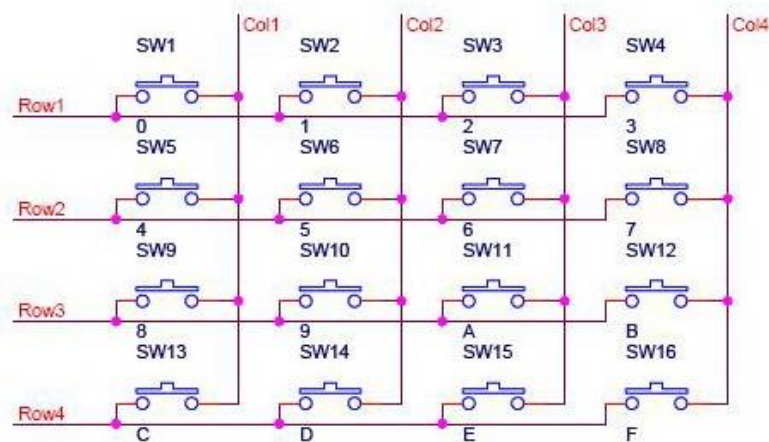 Col1 Col2 Col3 Col4
SW1 SW2 SW3 SW4
Row1
0 1 2 3
SW5 SW6 SW7 SW8
Row2
4 5 6 7
SW9 SW10 SW11 SW12
Row3
8 9 A B
SW13 SW14 SW15 SW16
Row4
C D E F